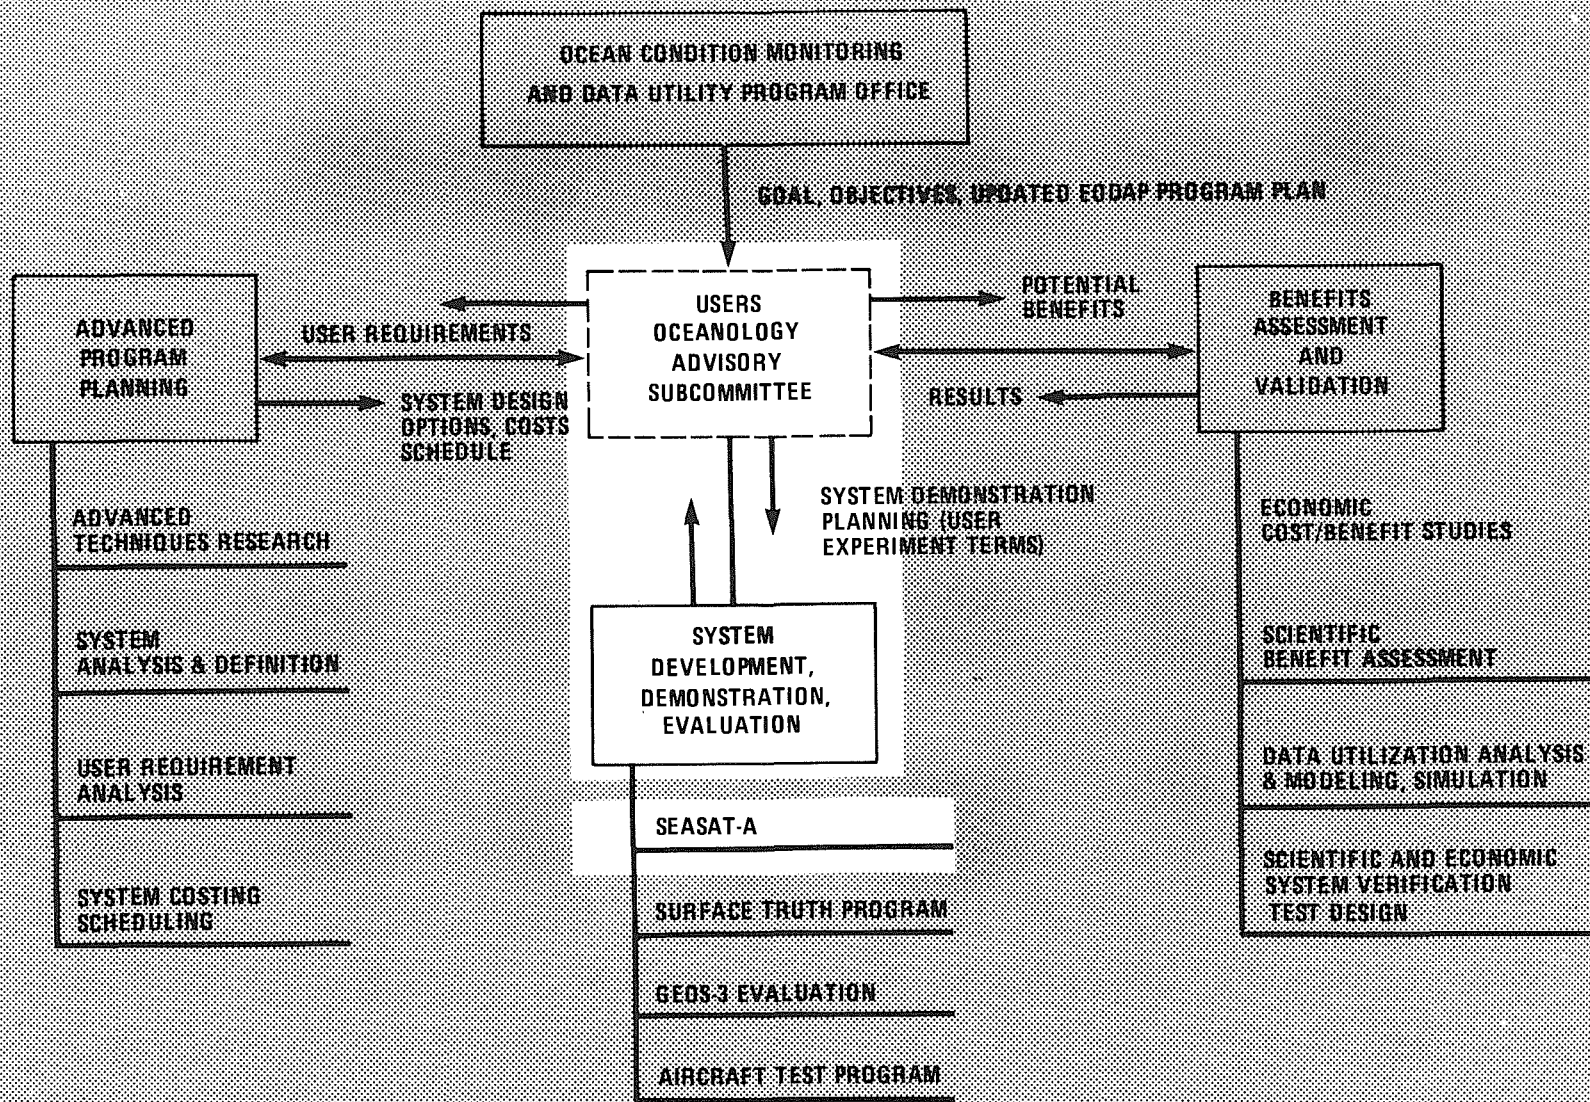 OCEAN CONDITION MONITORING
AND DATA UTILITY PROGRAM OFFICE
GOAL, OBJECTIVES, UPDATED EODAP PROGRAM PLAN
ADVANCED
PROGRAM
PLANNING
USER REQUIREMENTS
SYSTEM DESIGN
OPTIONS, COSTS
SCHEDULE
USERS
OCEANOLOGY
ADVISORY
SUBCOMMITTEE
POTENTIAL
BENEFITS
RESULTS
BENEFITS
ASSESSMENT
AND
VALIDATION
SYSTEM DEMONSTRATION
PLANNING (USER
EXPERIMENT TERMS)
ADVANCED
TECHNIQUES RESEARCH
SYSTEM
ANALYSIS & DEFINITION
USER REQUIREMENT
ANALYSIS
SYSTEM COSTING
SCHEDULING
SYSTEM
DEVELOPMENT,
DEMONSTRATION,
EVALUATION
SEASAT-A
SURFACE TRUTH PROGRAM
GEOS-3 EVALUATION
AIRCRAFT TEST PROGRAM
ECONOMIC
COST/BENEFIT STUDIES
SCIENTIFIC
BENEFIT ASSESSMENT
DATA UTILIZATION ANALYSIS
& MODELING, SIMULATION
SCIENTIFIC AND ECONOMIC
SYSTEM VERIFICATION
TEST DESIGN